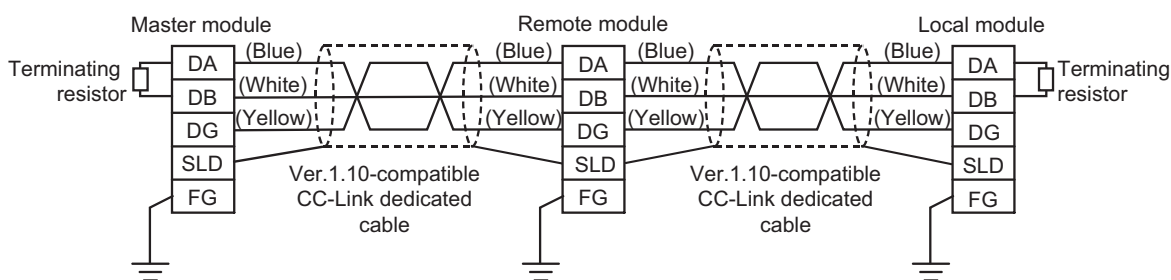 Master module
Remote module
Local module
Terminating
resistor
DA
DB
DG
SLD
FG
(Blue)
(White)
(Yellow)
Ver.1.10-compatible
CC-Link dedicated
cable
(Blue)
(White)
(Yellow)
DA
DB
DG
SLD
FG
(Blue)
(White)
(Yellow)
Ver.1.10-compatible
CC-Link dedicated
cable
(Blue)
(White)
(Yellow)
DA
DB
DG
SLD
FG
Terminating
resistor